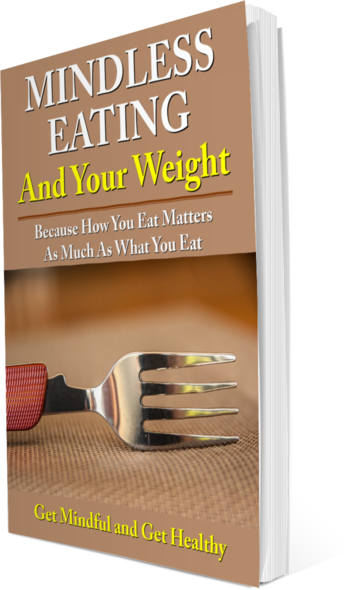 MINDLESS
EATING
And Your Weight
Because How You Eat Matters
As Much As What You Eat
Get Mindful and Get Healthy